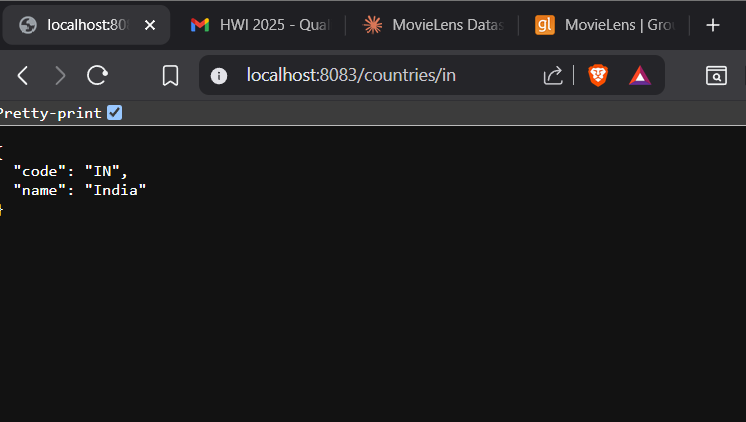 localhost:808
HWI 2025 - Qual
MovieLens Datas
gl
MovieLens | Grou
localhost:8083/countries/in
Pretty-print
{
"code": "IN",
"name": "India"
}